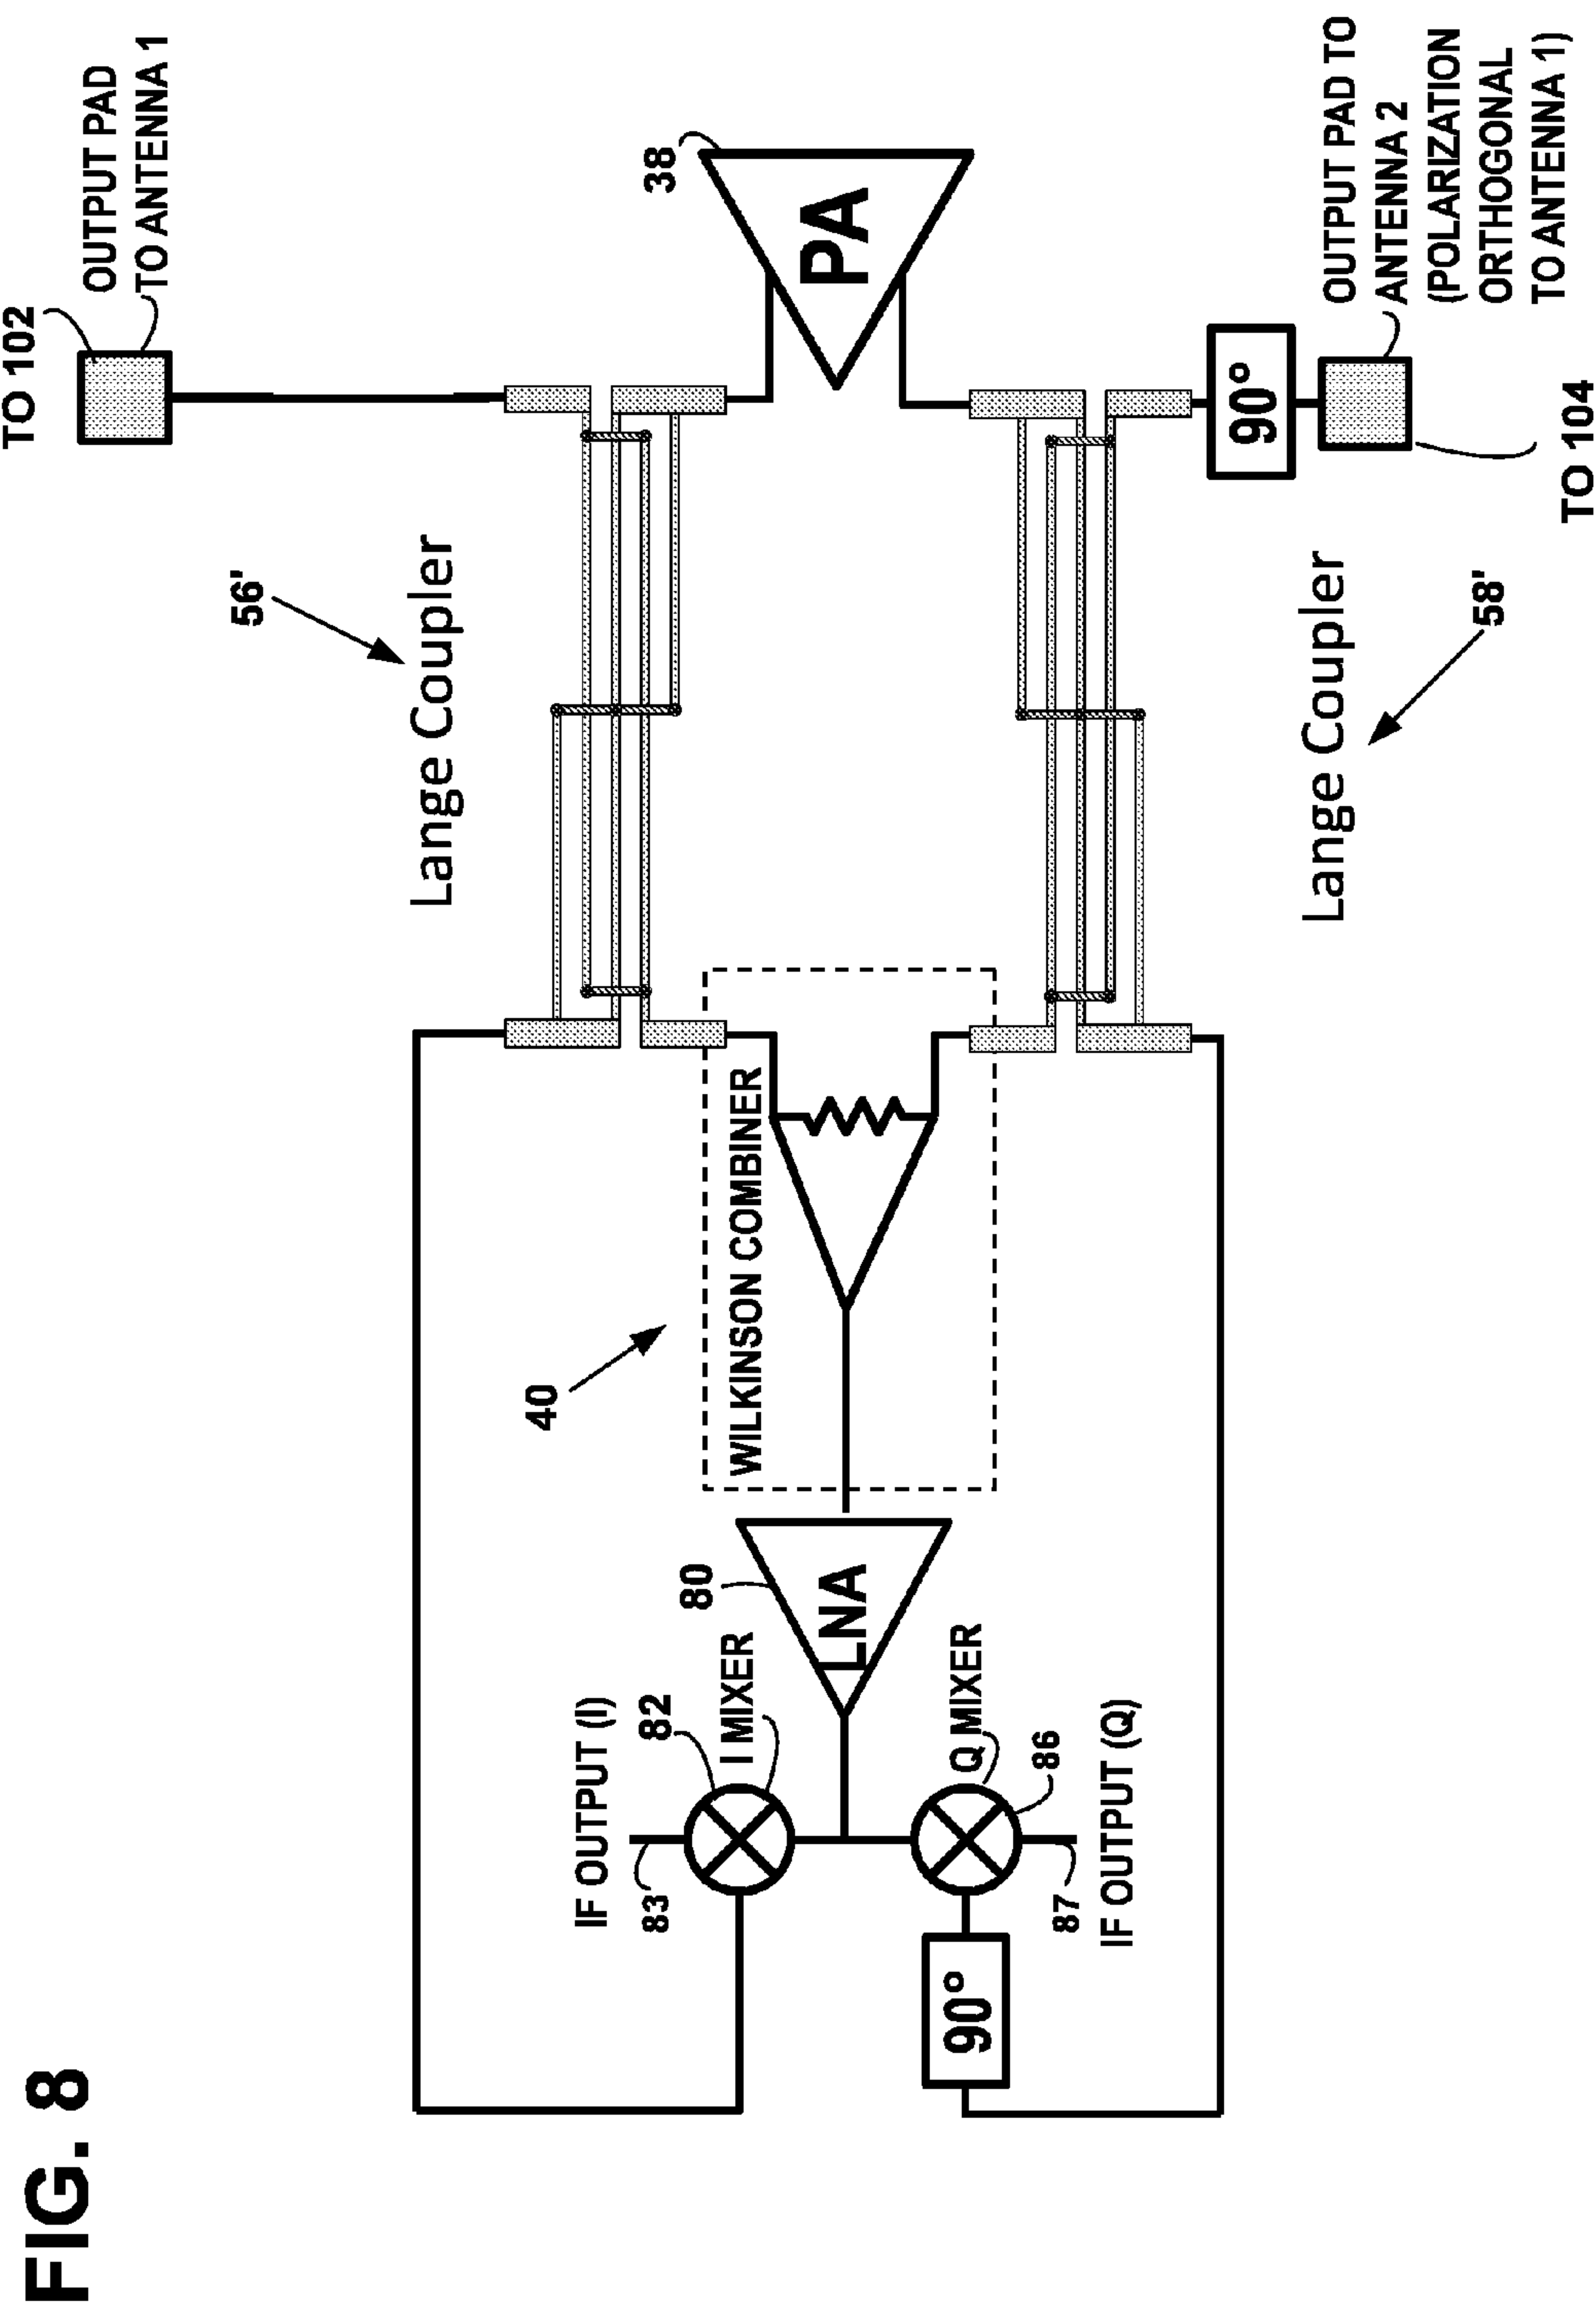 FIG. 8
TO 102
OUTPUT PAD
TO ANTENNA 1
56'
Lange Coupler
38
PA
40
WILKINSON COMBINER
80
LNA
IF OUTPUT (I)
82
I MIXER
83
Q MIXER
86
87
IF OUTPUT (Q)
90°
90°
Lange Coupler
58'
OUTPUT PAD TO
ANTENNA 2
(POLARIZATION
ORTHOGONAL
TO ANTENNA 1)
TO 104